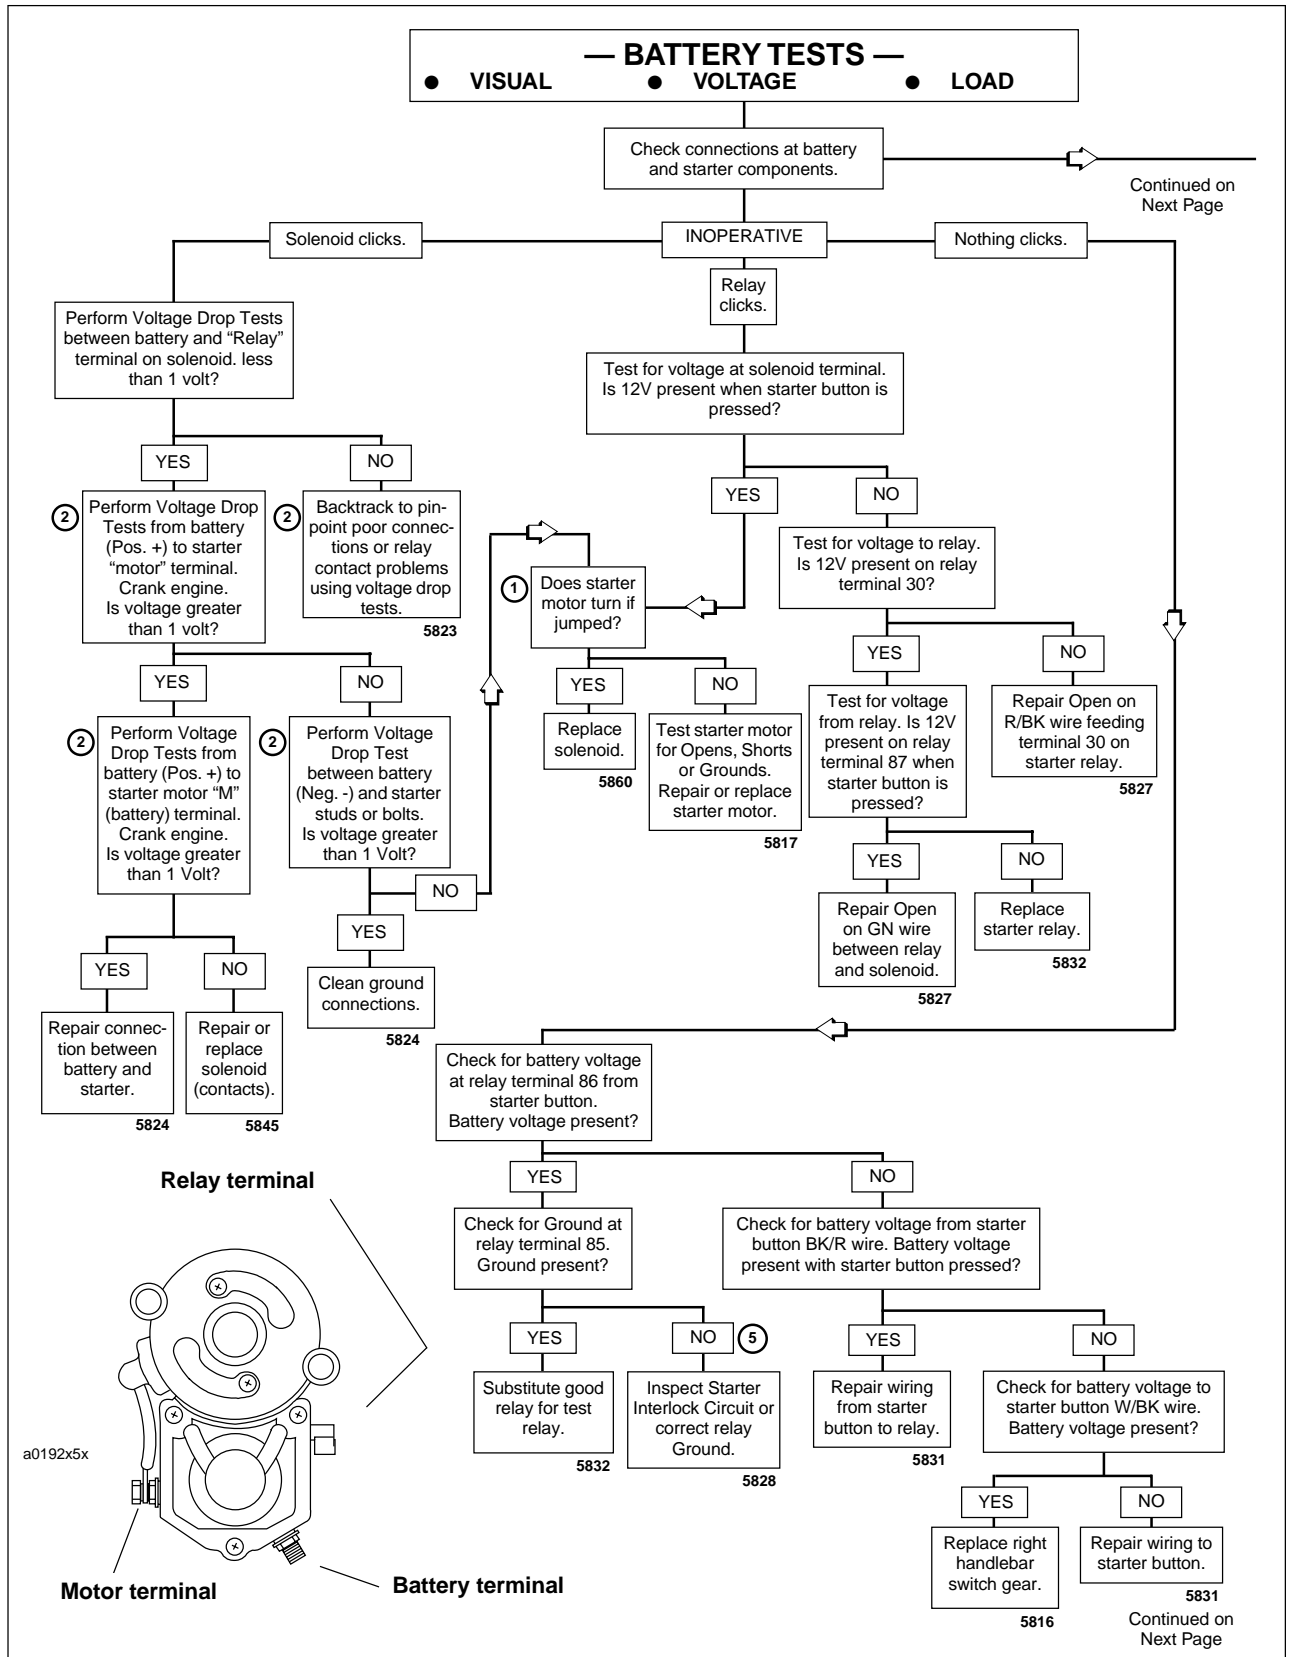 — BATTERY TESTS —
● VISUAL ● VOLTAGE ● LOAD
Check connections at battery
and starter components.
Continued on
Next Page
Solenoid clicks.
INOPERATIVE
Nothing clicks.
Relay
clicks.
Perform Voltage Drop Tests
between battery and “Relay”
terminal on solenoid. less
than 1 volt?
Test for voltage at solenoid terminal.
Is 12V present when starter button is
pressed?
YES
NO
2
Perform Voltage Drop
Tests from battery
(Pos. +) to starter
“motor” terminal.
Crank engine.
Is voltage greater
than 1 volt?
2
Backtrack to pin-
point poor connec-
tions or relay
contact problems
using voltage drop
tests.
5823
YES
NO
1
Does starter
motor turn if
jumped?
Test for voltage to relay.
Is 12V present on relay
terminal 30?
YES
NO
YES
NO
YES
NO
2
Perform Voltage
Drop Tests from
battery (Pos. +) to
starter motor “M”
(battery) terminal.
Crank engine.
Is voltage greater
than 1 Volt?
2
Perform Voltage
Drop Test
between battery
(Neg. -) and starter
studs or bolts.
Is voltage greater
than 1 Volt?
Replace
solenoid.
5860
Test starter motor
for Opens, Shorts
or Grounds.
Repair or replace
starter motor.
5817
Test for voltage
from relay. Is 12V
present on relay
terminal 87 when
starter button is
pressed?
Repair Open on
R/BK wire feeding
terminal 30 on
starter relay.
5827
YES
NO
NO
YES
Repair Open
on GN wire
between relay
and solenoid.
5827
Replace
starter relay.
5832
YES
NO
Clean ground
connections.
5824
Repair connec-
tion between
battery and
starter.
5824
Repair or
replace
solenoid
(contacts).
5845
Check for battery voltage
at relay terminal 86 from
starter button.
Battery voltage present?
YES
NO
Relay terminal
Check for Ground at
relay terminal 85.
Ground present?
Check for battery voltage from starter
button BK/R wire. Battery voltage
present with starter button pressed?
YES
NO
5
YES
NO
Substitute good
relay for test
relay.
5832
Inspect Starter
Interlock Circuit or
correct relay
Ground.
5828
Repair wiring
from starter
button to relay.
5831
Check for battery voltage to
starter button W/BK wire.
Battery voltage present?
a0192x5x
YES
NO
Replace right
handlebar
switch gear.
5816
Repair wiring to
starter button.
5831
Motor terminal
Battery terminal
Continued on
Next Page